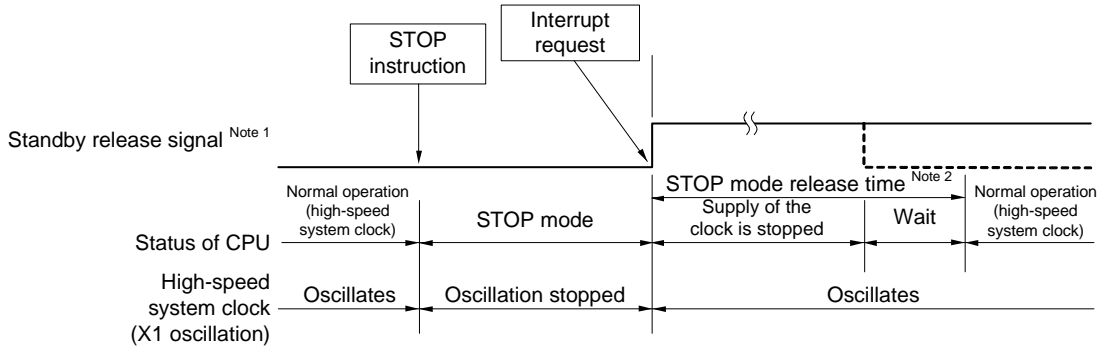 STOP
instruction
Interrupt
request
Standby release signal Note 1
STOP mode release time Note 2
Status of CPU
Normal operation
(high-speed
system clock)
STOP mode
Supply of the
clock is stopped
Wait
Normal operation
(high-speed
system clock)
High-speed
system clock
(X1 oscillation)
Oscillates
Oscillation stopped
Oscillates